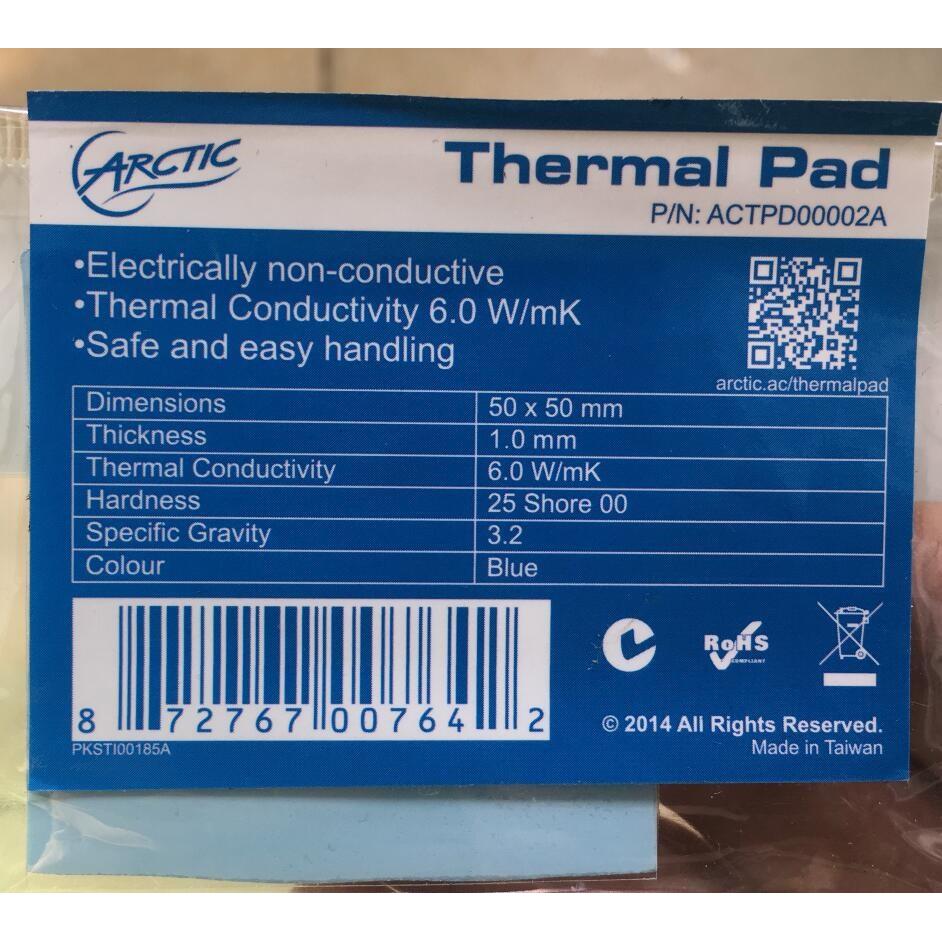 ARCTIC
Thermal Pad
P/N: ACTPD00002A
•Electrically non-conductive
•Thermal Conductivity 6.0 W/mK
•Safe and easy handling
arctic.ac/thermalpad
Dimensions 50 x 50 mm
Thickness 1.0 mm
Thermal Conductivity 6.0 W/mK
Hardness 25 Shore 00
Specific Gravity 3.2
Colour Blue
8 72767 00764 2
PKSTI00185A
RoHS
COMPLIANT
© 2014 All Rights Reserved.
Made in Taiwan